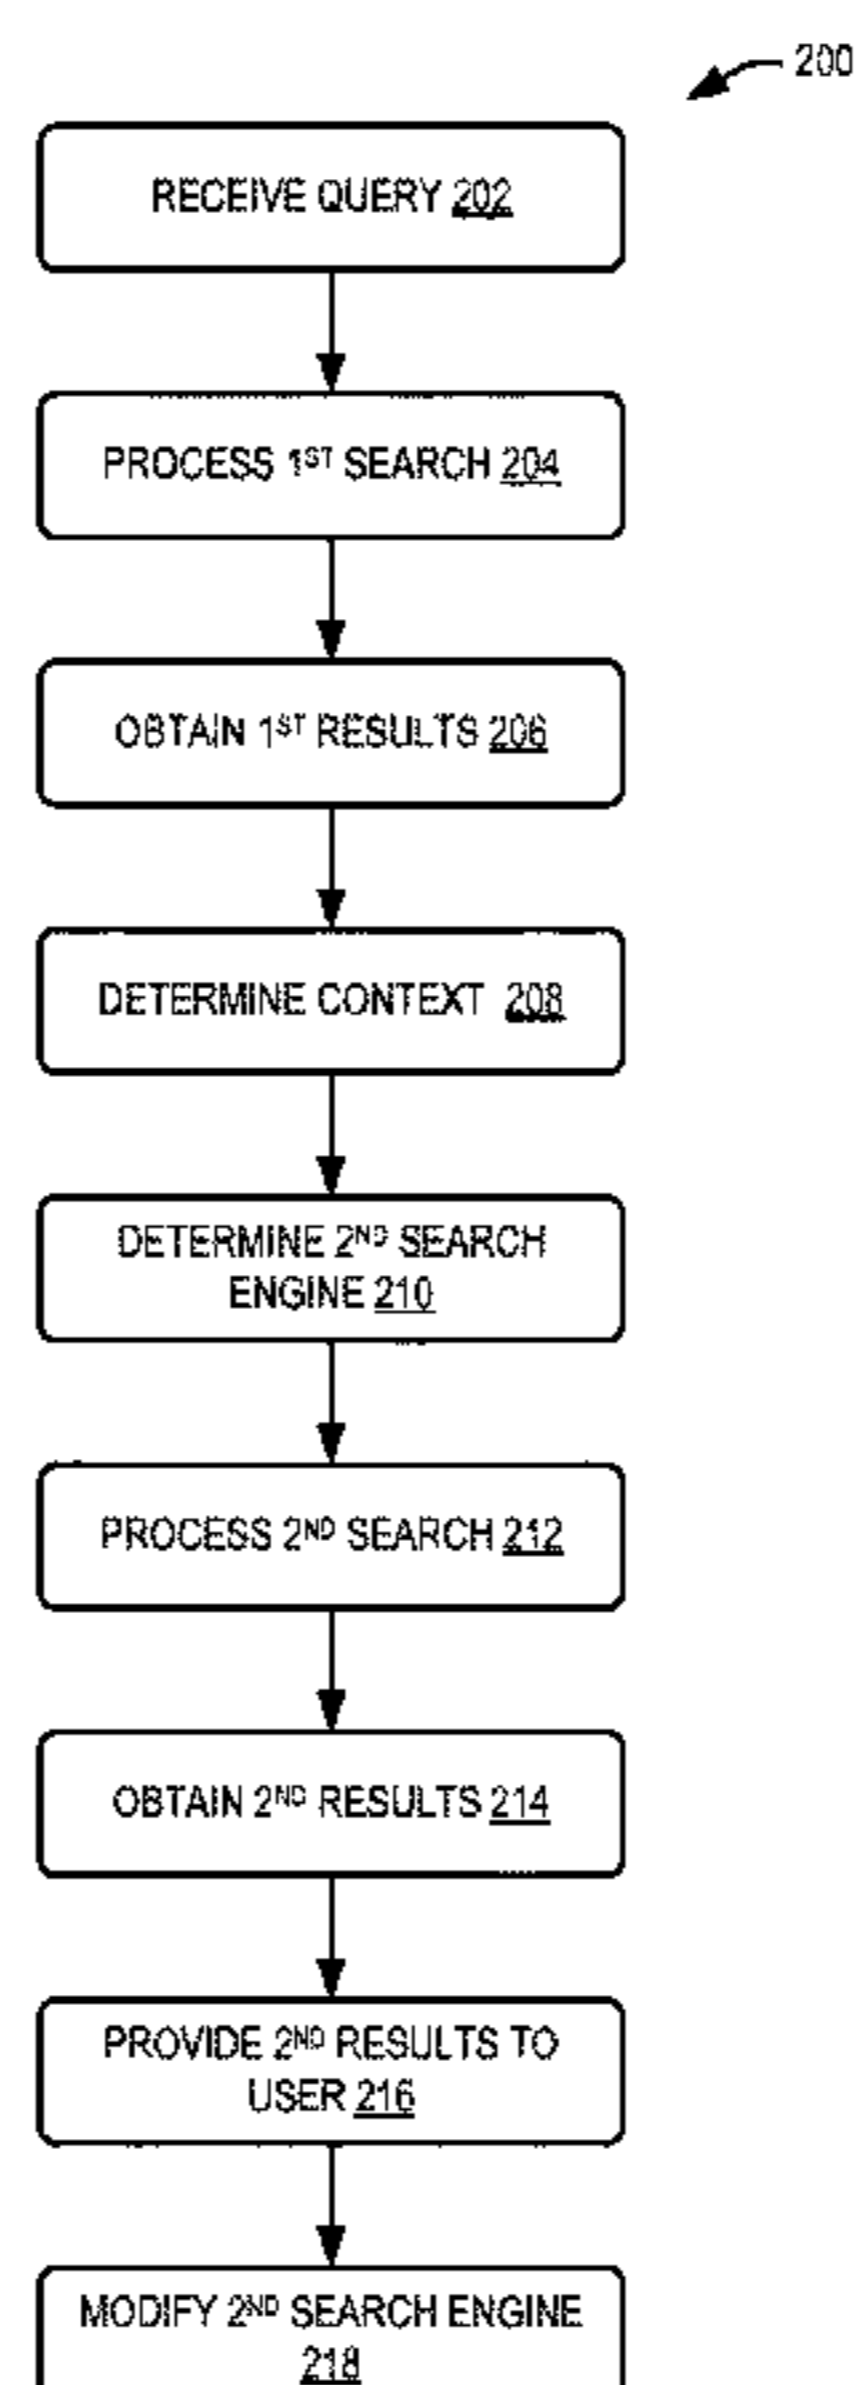 200
RECEIVE QUERY 202
PROCESS 1ST SEARCH 204
OBTAIN 1ST RESULTS 206
DETERMINE CONTEXT 208
DETERMINE 2ND SEARCH
ENGINE 210
PROCESS 2ND SEARCH 212
OBTAIN 2ND RESULTS 214
PROVIDE 2ND RESULTS TO
USER 216
MODIFY 2ND SEARCH ENGINE
218